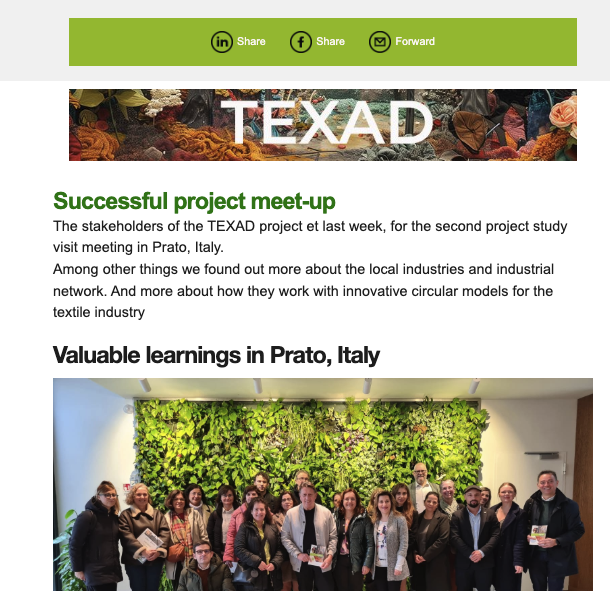 Share Share Forward
TEXAD
Successful project meet-up
The stakeholders of the TEXAD project et last week, for the second project study
visit meeting in Prato, Italy.
Among other things we found out more about the local industries and industrial
network. And more about how they work with innovative circular models for the
textile industry
Valuable learnings in Prato, Italy